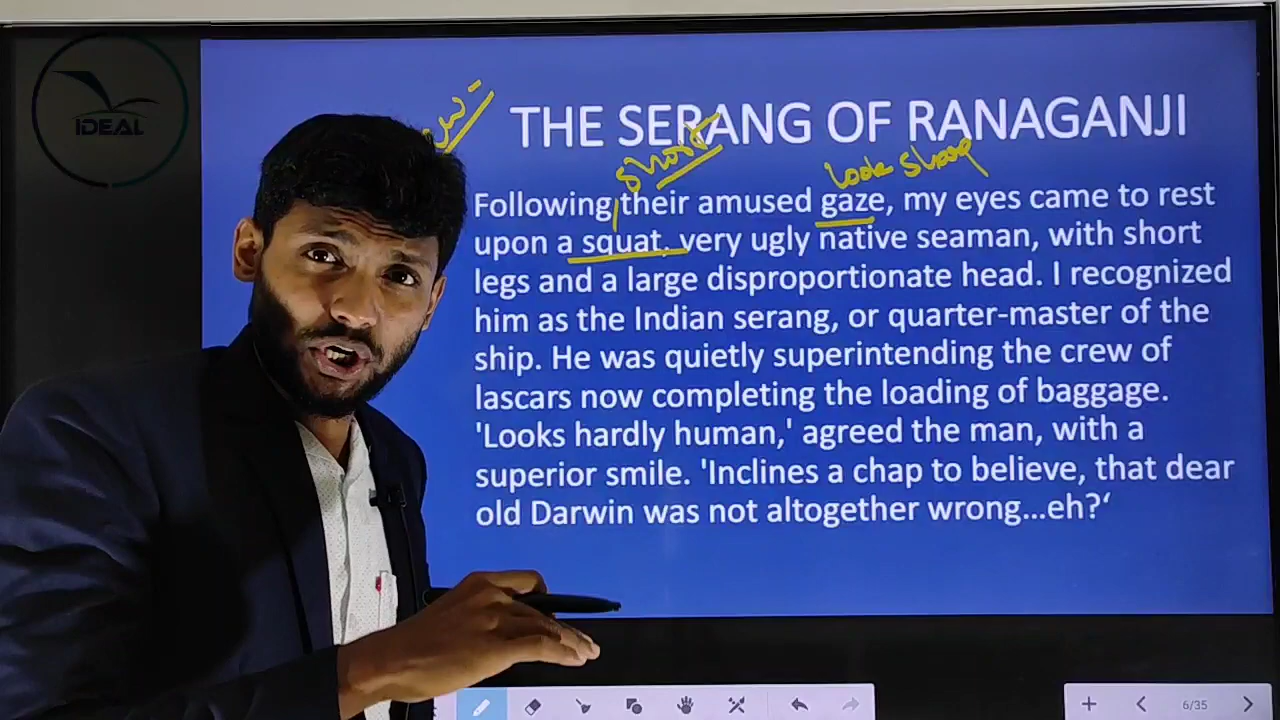 IDEAL
THE SERANG OF RANAGANJI
short
look sharp
Following their amused gaze, my eyes came to rest
upon a squat, very ugly native seaman, with short
legs and a large disproportionate head. I recognized
him as the Indian serang, or quarter-master of the
ship. He was quietly superintending the crew of
lascars now completing the loading of baggage.
'Looks hardly human,' agreed the man, with a
superior smile. 'Inclines a chap to believe, that dear
old Darwin was not altogether wrong...eh?‘
6/35